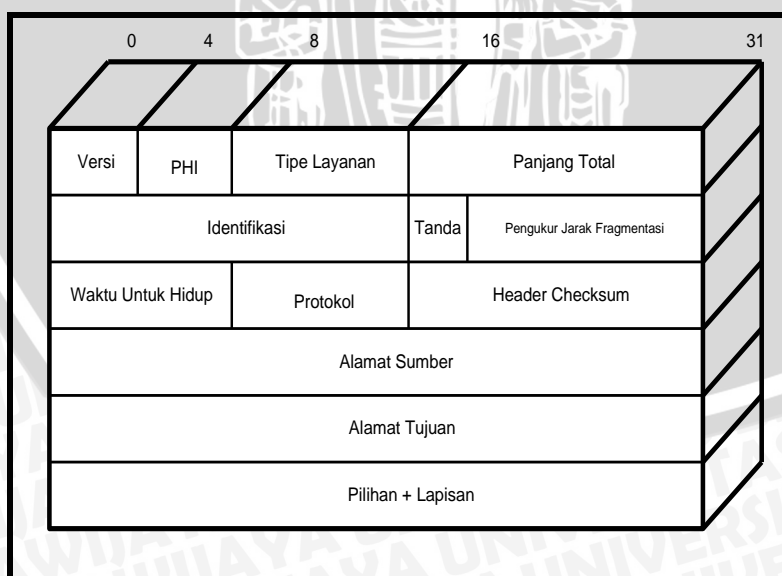 0 4 8 16 31
Versi PHI Tipe Layanan Panjang Total
Identifikasi Tanda Pengukur Jarak Fragmentasi
Waktu Untuk Hidup Protokol Header Checksum
Alamat Sumber
Alamat Tujuan
Pilihan + Lapisan